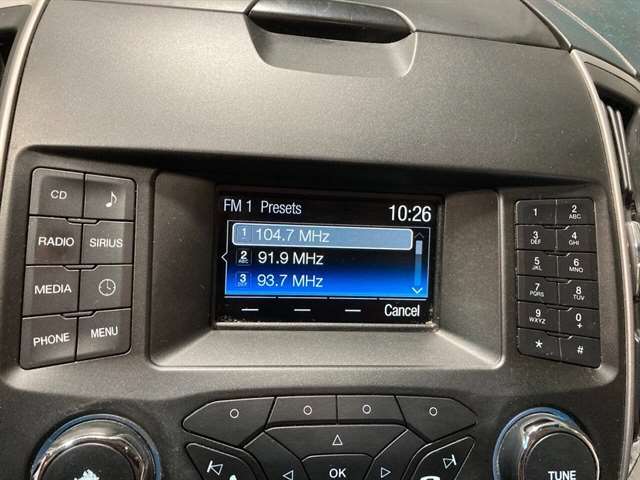 CD
RADIO SIRIUS
MEDIA
PHONE MENU
FM 1 Presets 10:26
1 104.7 MHz
2 ABC 91.9 MHz
3 DEF 93.7 MHz
Cancel
1 2 ABC
3 DEF 4 GHI
5 JKL 6 MNO
7 PQRS 8 TUV
9 WXYZ 0 +
* #
OK
TUNE